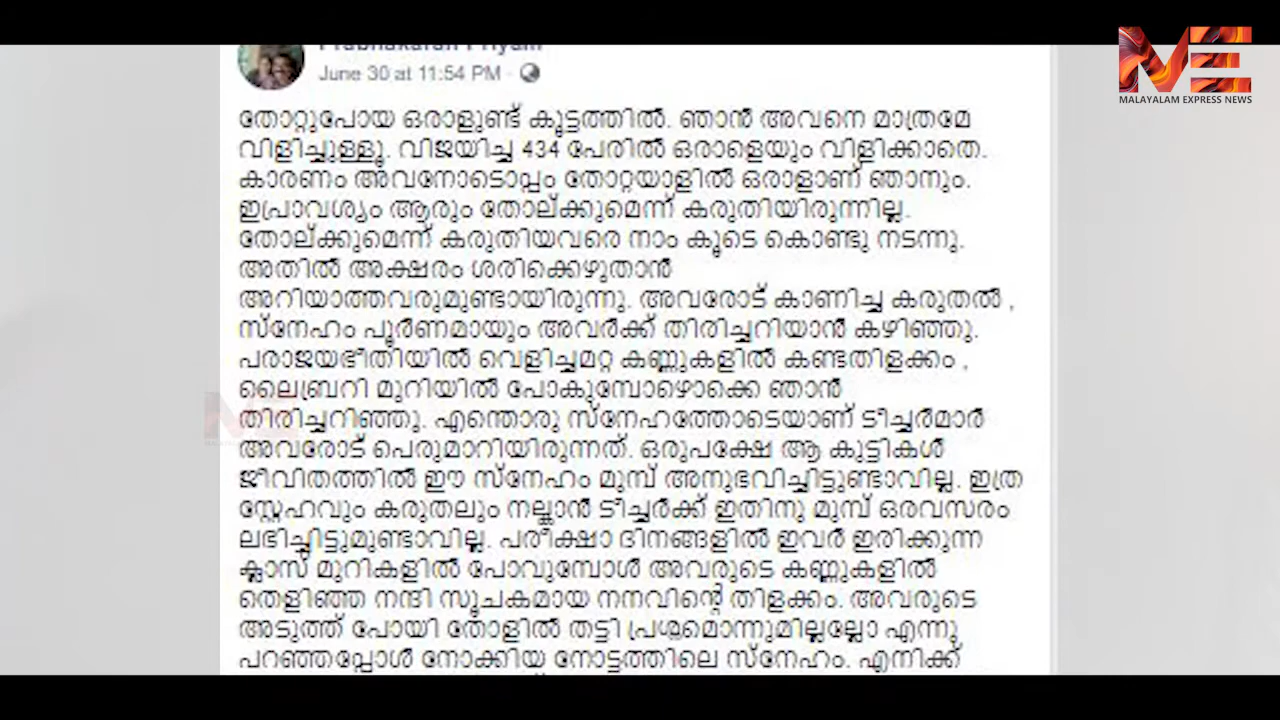 Prabhakaran Priyam
June 30 at 11:54 PM
ME
MALAYALAM EXPRESS NEWS
തോറ്റുപോയ ഒരാളുണ്ട് കൂട്ടത്തിൽ. ഞാൻ അവനെ മാത്രമേ
വിളിച്ചുള്ളൂ. വിജയിച്ച 434 പേരിൽ ഒരാളെയും വിളിക്കാതെ.
കാരണം അവനോടൊപ്പം തോറ്റയാളിൽ ഒരാളാണ് ഞാനും.
ഇപ്രാവശ്യം ആരും തോല്ക്കുമെന്ന് കരുതിയിരുന്നില്ല.
തോല്ക്കുമെന്ന് കരുതിയവരെ നാം കൂടെ കൊണ്ടു നടന്നു.
അതിൽ അക്ഷരം ശരിക്കെഴുതാൻ
അറിയാത്തവരുമുണ്ടായിരുന്നു. അവരോട് കാണിച്ച കരുതൽ ,
സ്നേഹം പൂർണമായും അവർക്ക് തിരിച്ചറിയാൻ കഴിഞ്ഞു.
പരാജയഭീതിയിൽ വെളിച്ചമറ്റ കണ്ണുകളിൽ കണ്ടതിളക്കം ,
ലൈബ്രറി മുറിയിൽ പോകുമ്പോഴൊക്കെ ഞാൻ
തിരിച്ചറിഞ്ഞു. എന്തൊരു സ്നേഹത്തോടെയാണ് ടീച്ചർമാർ
അവരോട് പെരുമാറിയിരുന്നത്. ഒരുപക്ഷേ ആ കുട്ടികൾ
ജീവിതത്തിൽ ഈ സ്നേഹം മുമ്പ് അനുഭവിച്ചിട്ടുണ്ടാവില്ല. ഇത്ര
സ്നേഹവും കരുതലും നല്കാൻ ടീച്ചർക്ക് ഇതിനു മുമ്പ് ഒരവസരം
ലഭിച്ചിട്ടുമുണ്ടാവില്ല. പരീക്ഷാ ദിനങ്ങളിൽ ഇവർ ഇരിക്കുന്ന
ക്ലാസ് മുറികളിൽ പോവുമ്പോൾ അവരുടെ കണ്ണുകളിൽ
തെളിഞ്ഞ നന്ദി സൂചകമായ നനവിന്റെ തിളക്കം. അവരുടെ
അടുത്ത് പോയി തോളിൽ തട്ടി പ്രശ്നമൊന്നുമില്ലല്ലോ എന്നു
പറഞ്ഞപ്പോൾ നോക്കിയ നോട്ടത്തിലെ സ്നേഹം. എനിക്ക്